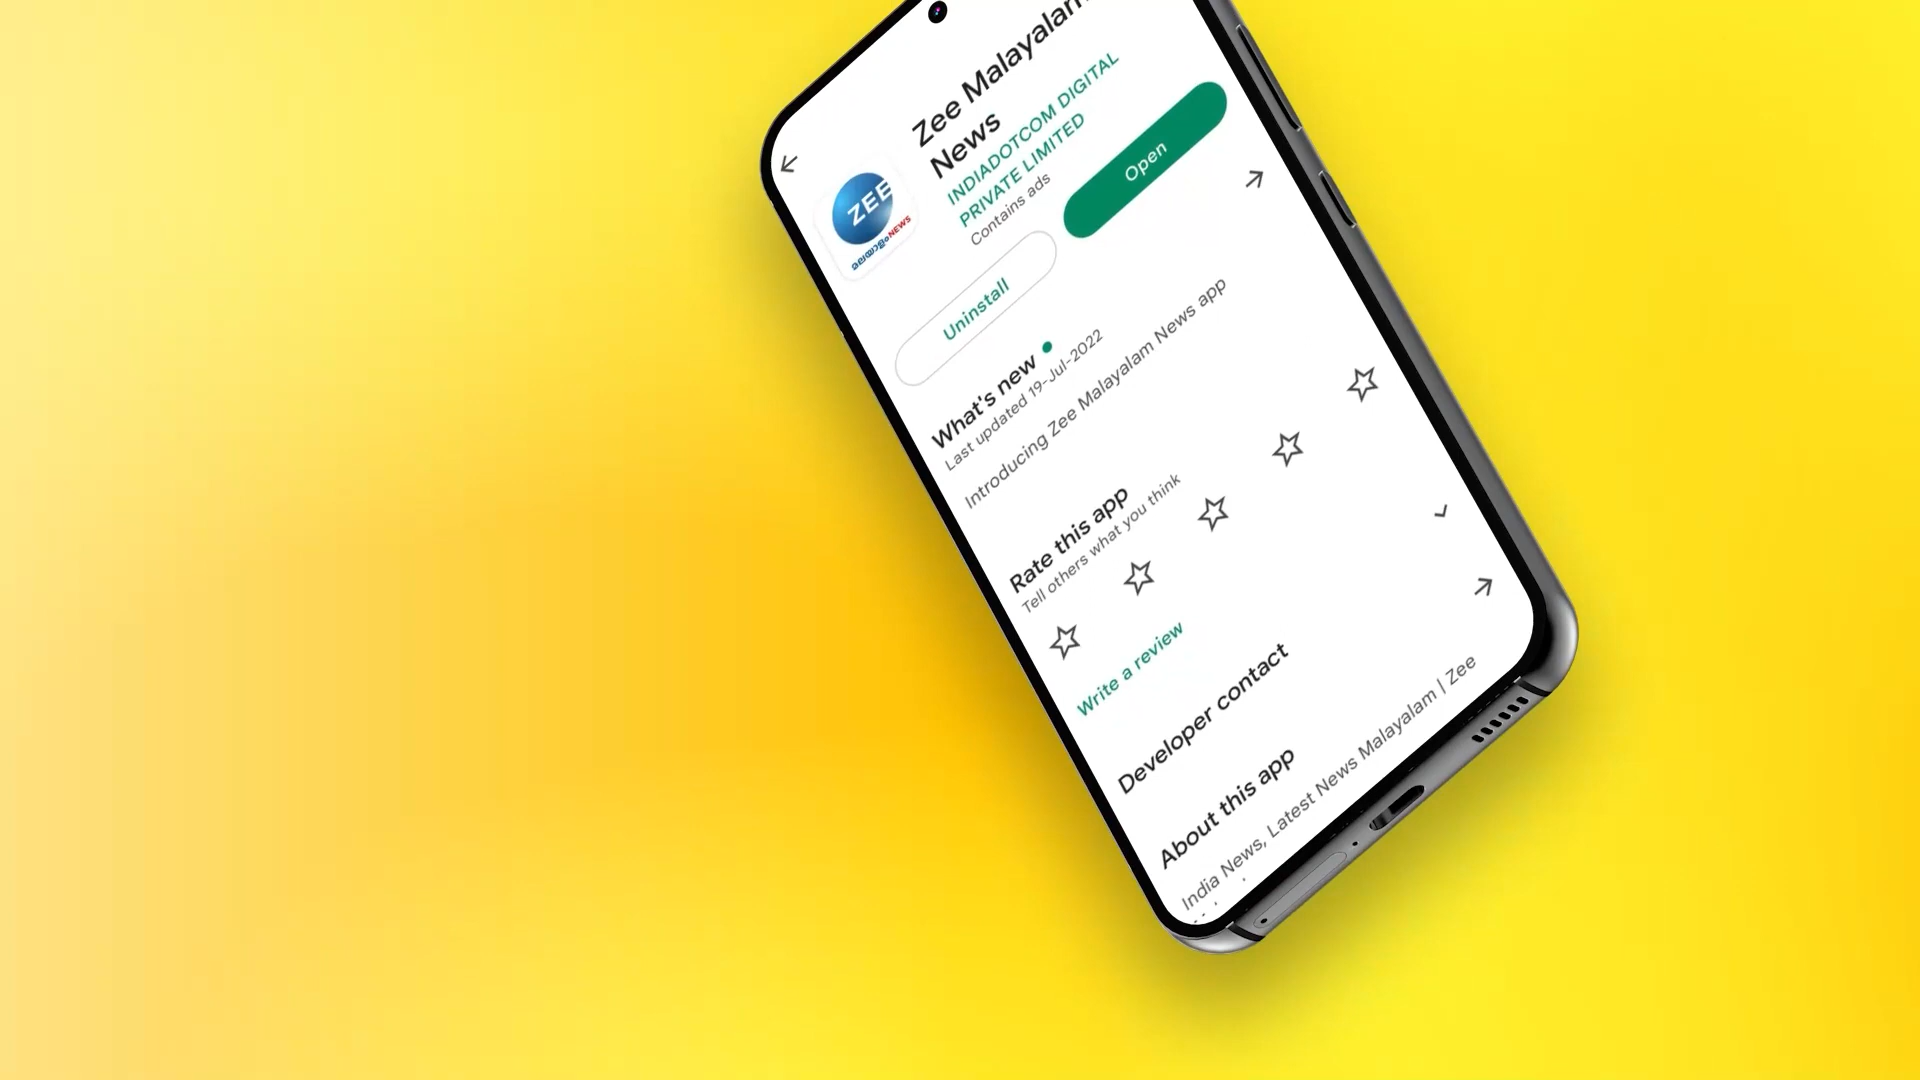 Zee Malayalam
News
INDIADOTCOM DIGITAL
PRIVATE LIMITED
Contains ads
ZEE
മലയാളം NEWS
Uninstall
Open
What's new
Last updated 19-Jul-2022
Introducing Zee Malayalam News app
Rate this app
Tell others what you think
Write a review
Developer contact
About this app
India News, Latest News Malayalam | Zee